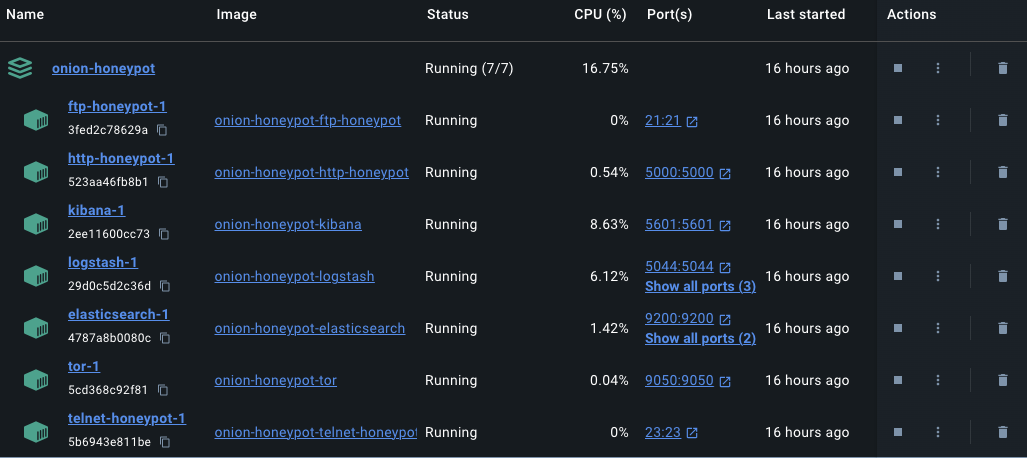 Name Image Status CPU (%) Port(s) Last started Actions
onion-honeypot Running (7/7) 16.75% 16 hours ago
ftp-honeypot-1
3fed2c78629a
onion-honeypot-ftp-honeypot Running 0% 21:21 16 hours ago
http-honeypot-1
523aa46fb8b1
onion-honeypot-http-honeypot Running 0.54% 5000:5000 16 hours ago
kibana-1
2ee11600cc73
onion-honeypot-kibana Running 8.63% 5601:5601 16 hours ago
logstash-1
29d0c5d2c36d
onion-honeypot-logstash Running 6.12% 5044:5044 16 hours ago
Show all ports (3)
elasticsearch-1
4787a8b0080c
onion-honeypot-elasticsearch Running 1.42% 9200:9200 16 hours ago
Show all ports (2)
tor-1
5cd368c92f81
onion-honeypot-tor Running 0.04% 9050:9050 16 hours ago
telnet-honeypot-1
5b6943e811be
onion-honeypot-telnet-honeypot Running 0% 23:23 16 hours ago